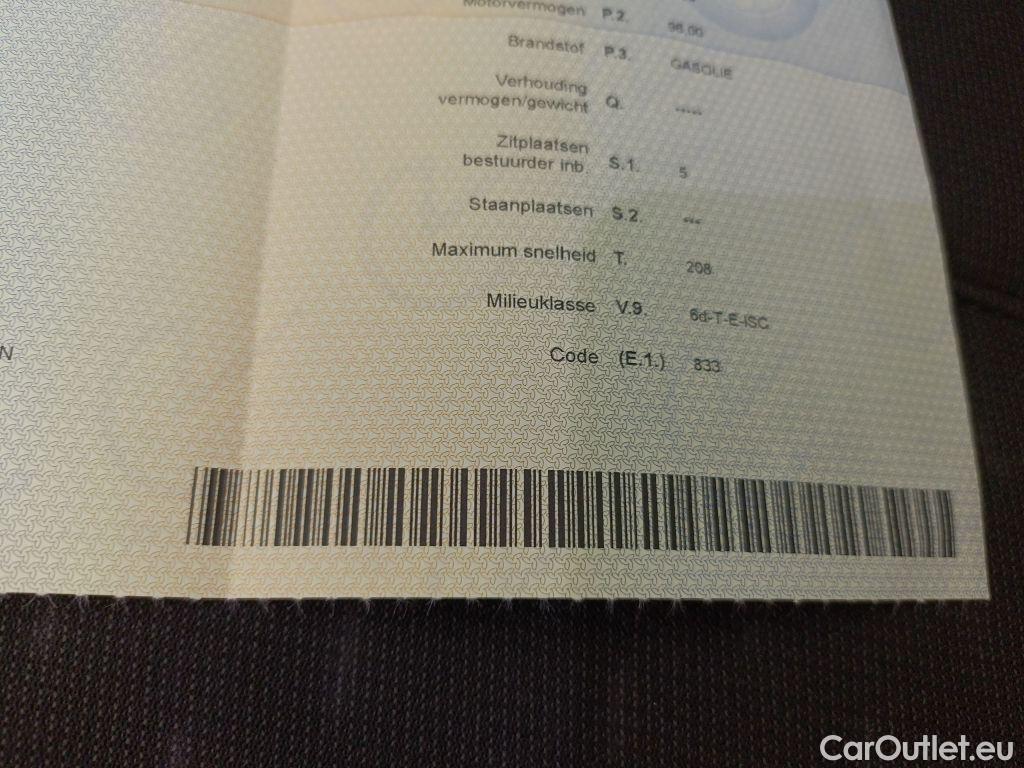 Motorvermogen P.2. 96.00
Brandstof P.3. GASOLIE
Verhouding
vermogen/gewicht Q. -----
Zitplaatsen
bestuurder inb. S.1. 5
Staanplaatsen S.2. ---
Maximum snelheid T. 208
Milieuklasse V.9. 6d-T-E-ISC
Code (E.1.) 833
N
CarOutlet.eu